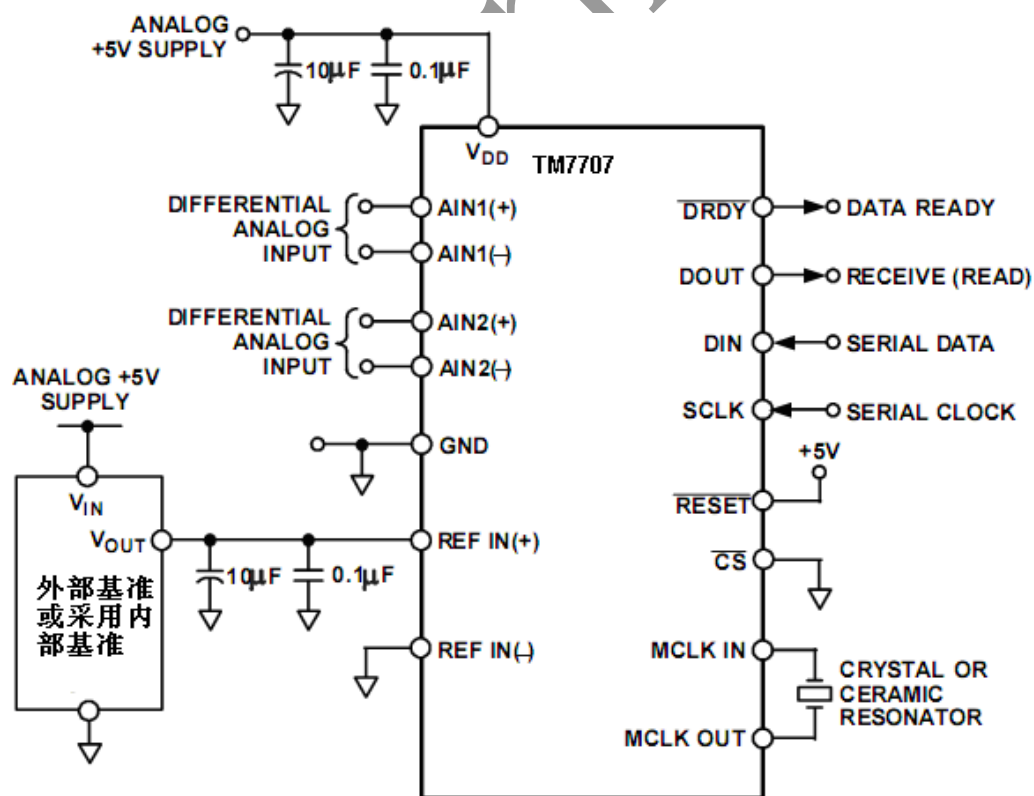 ANALOG
+5V SUPPLY
10µF
0.1µF
VDD
TM7707
DIFFERENTIAL
ANALOG
INPUT
AIN1(+)
AIN1(–)
DIFFERENTIAL
ANALOG
INPUT
AIN2(+)
AIN2(–)
ANALOG +5V
SUPPLY
GND
VIN
VOUT
外部基准
或采用内
部基准
10µF
0.1µF
REF IN(+)
REF IN(–)
DRDY
DATA READY
DOUT
RECEIVE (READ)
DIN
SERIAL DATA
SCLK
SERIAL CLOCK
+5V
RESET
CS
MCLK IN
CRYSTAL OR
CERAMIC
RESONATOR
MCLK OUT